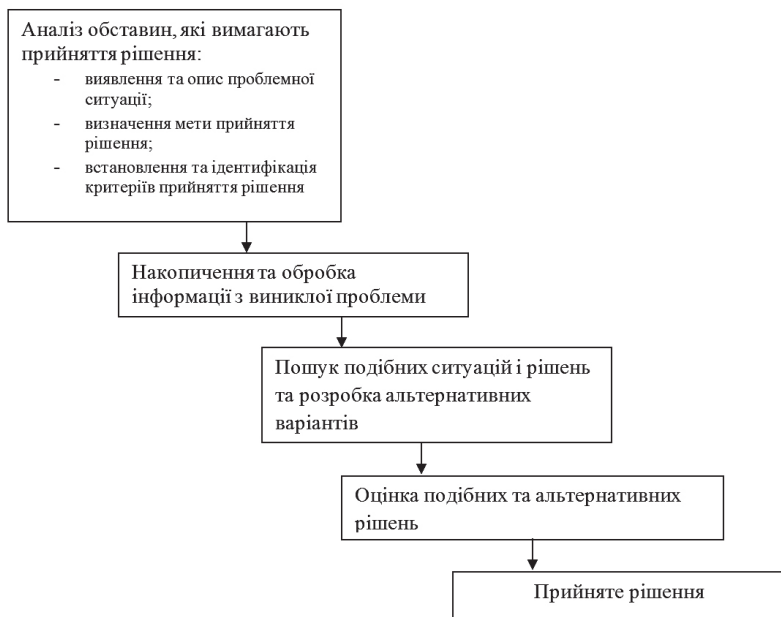 Аналіз обставин, які вимагають
прийняття рішення:
- виявлення та опис проблемної
ситуації;
- визначення мети прийняття
рішення;
- встановлення та ідентифікація
критеріїв прийняття рішення
Накопичення та обробка
інформації з виниклої проблеми
Пошук подібних ситуацій і рішень
та розробка альтернативних
варіантів
Оцінка подібних та альтернативних
рішень
Прийняте рішення